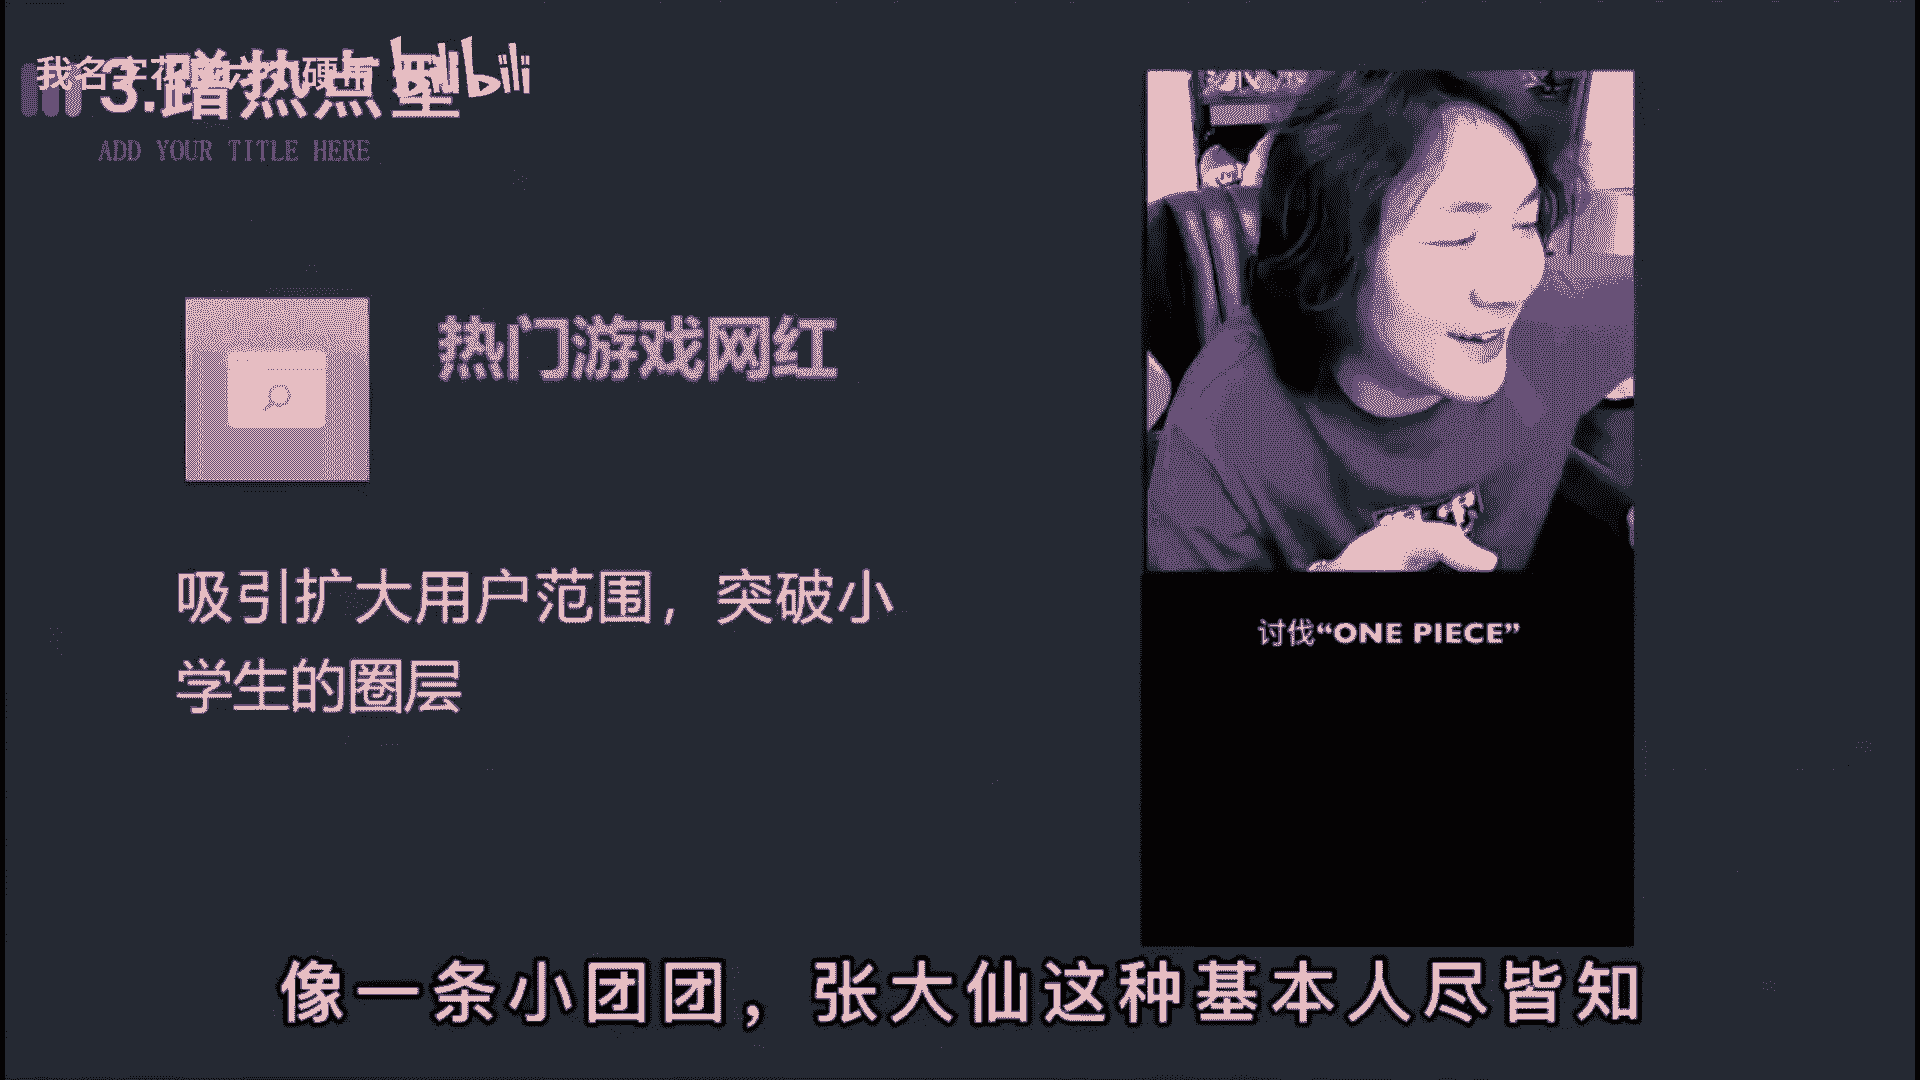 3.蹭热点型
bilibili
ADD YOUR TITLE HERE
热门游戏网红
吸引扩大用户范围，突破小
学生的圈层
讨伐“ONE PIECE”
像一条小团团，张大仙这种基本人尽皆知